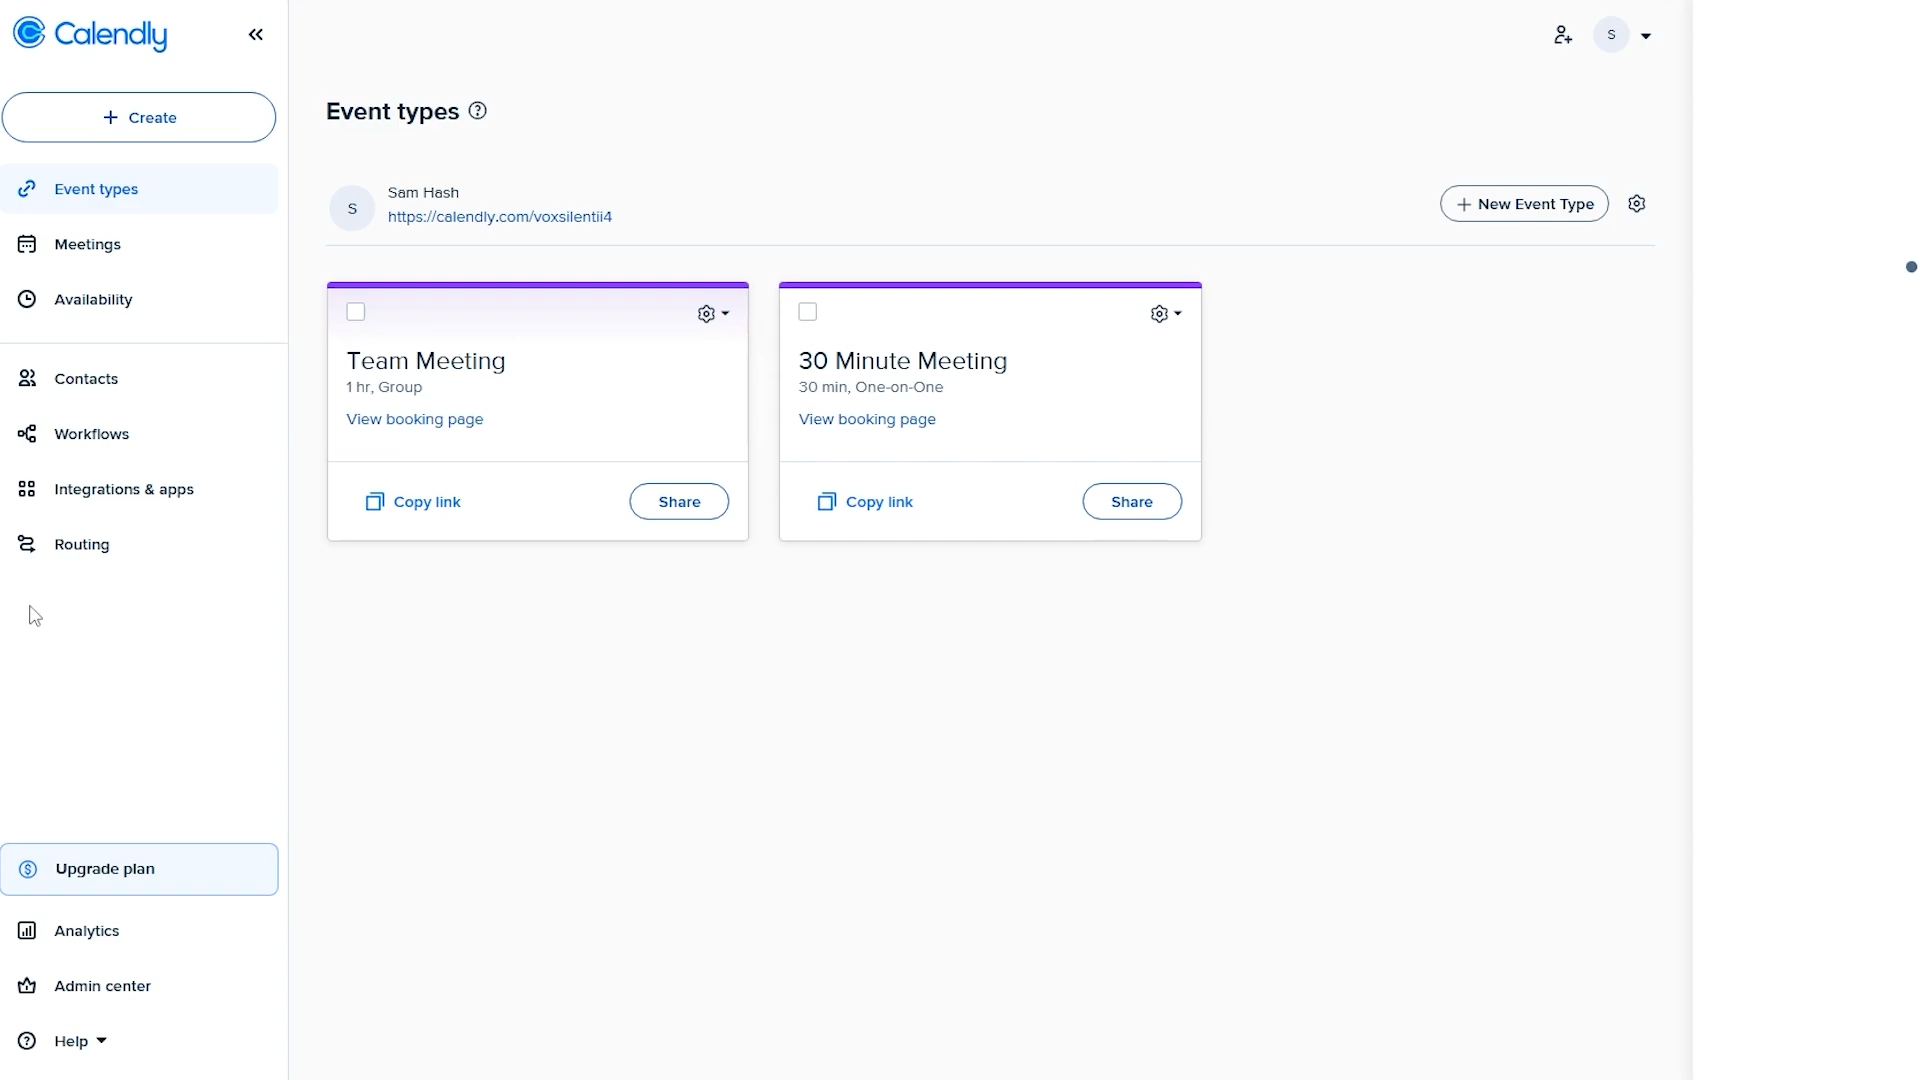 Calendly
Create
Event types
Meetings
Availability
Contacts
Workflows
Integrations & apps
Routing
Upgrade plan
Analytics
Admin center
Help
S
Event types
S
Sam Hash
https://calendly.com/voxsilentii4
New Event Type
Team Meeting
1 hr, Group
View booking page
Copy link
Share
30 Minute Meeting
30 min, One-on-One
View booking page
Copy link
Share